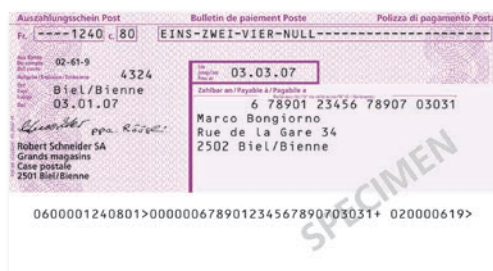 Auszahlungsschein Post Bulletin de paiement Poste Polizza di pagamento Posta
Fr. ----1240 c. 80 EINS-ZWEI-VIER-NULL-----------------------
02-61-9
4324
03.03.07
Biel/Bienne
03.01.07
Zahlbar an/Payable à/Pagabile a
6 78901 23456 78907 03031
Marco Bongiorno
Rue de la Gare 34
2502 Biel/Bienne
ppa.
Robert Schneider SA
Grands magasins
Case postale
2501 Biel/Bienne
SPECIMEN
0600001240801>000000678901234567890703031+ 020000619>